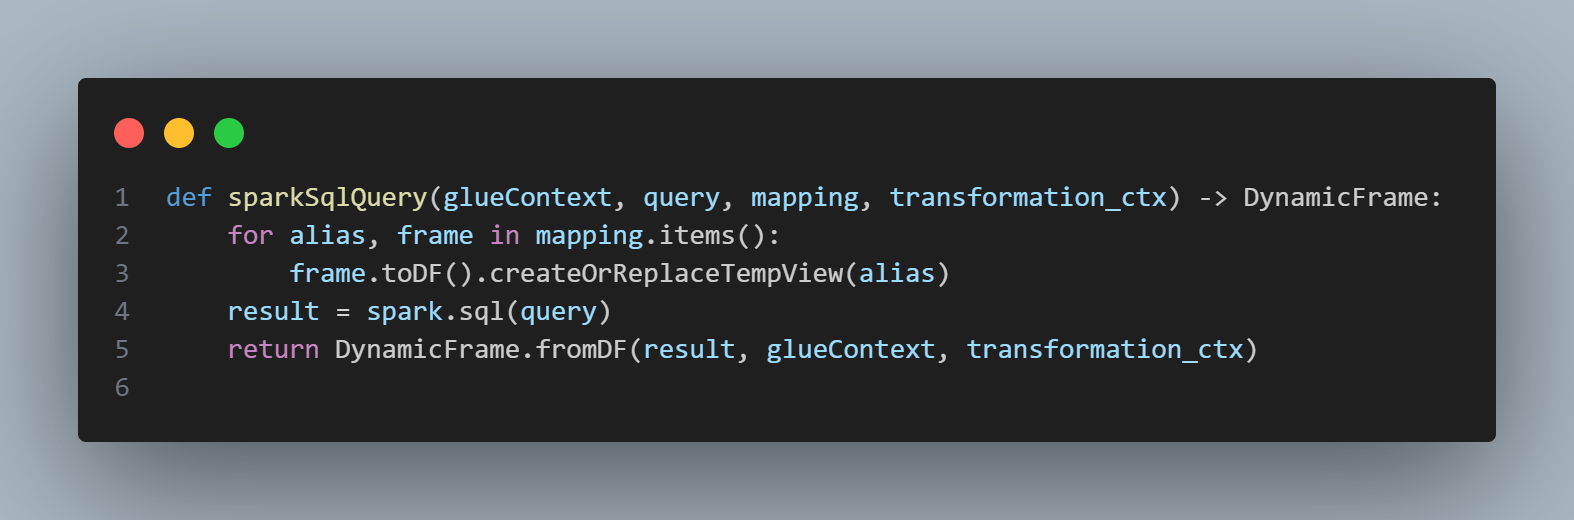 1 def sparkSqlQuery(glueContext, query, mapping, transformation_ctx) -> DynamicFrame:
2     for alias, frame in mapping.items():
3         frame.toDF().createOrReplaceTempView(alias)
4     result = spark.sql(query)
5     return DynamicFrame.fromDF(result, glueContext, transformation_ctx)
6